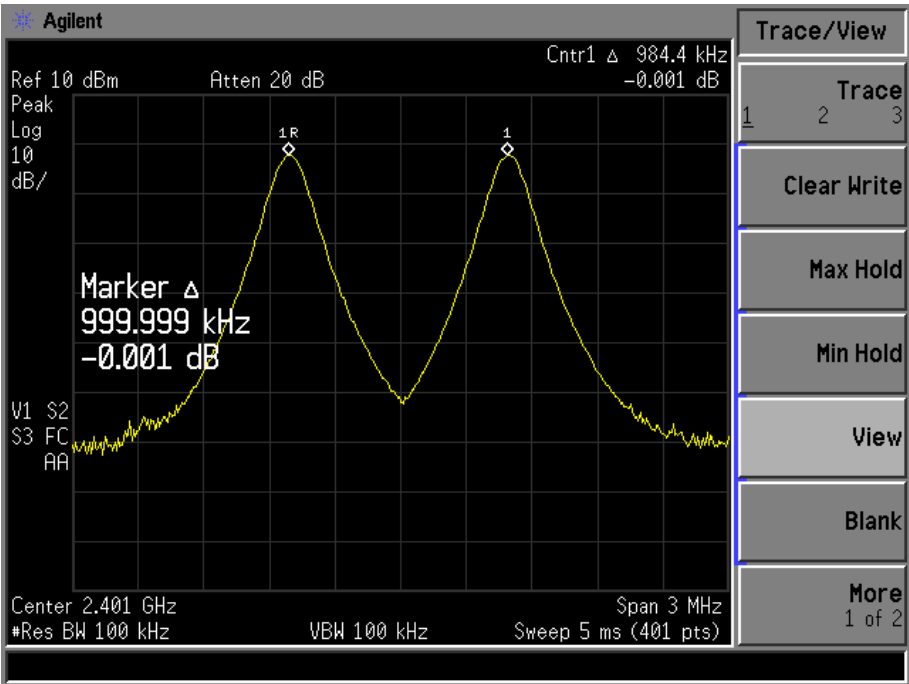 Agilent
Trace/View
Cntr1 Δ 984.4 kHz
Ref 10 dBm Atten 20 dB -0.001 dB
Peak
Log
10
dB/
1R 1
Marker Δ
999.999 kHz
-0.001 dB
V1 S2
S3 FC
AA
Center 2.401 GHz Span 3 MHz
#Res BW 100 kHz VBW 100 kHz Sweep 5 ms (401 pts)
Trace
1 2 3
Clear Write
Max Hold
Min Hold
View
Blank
More
1 of 2